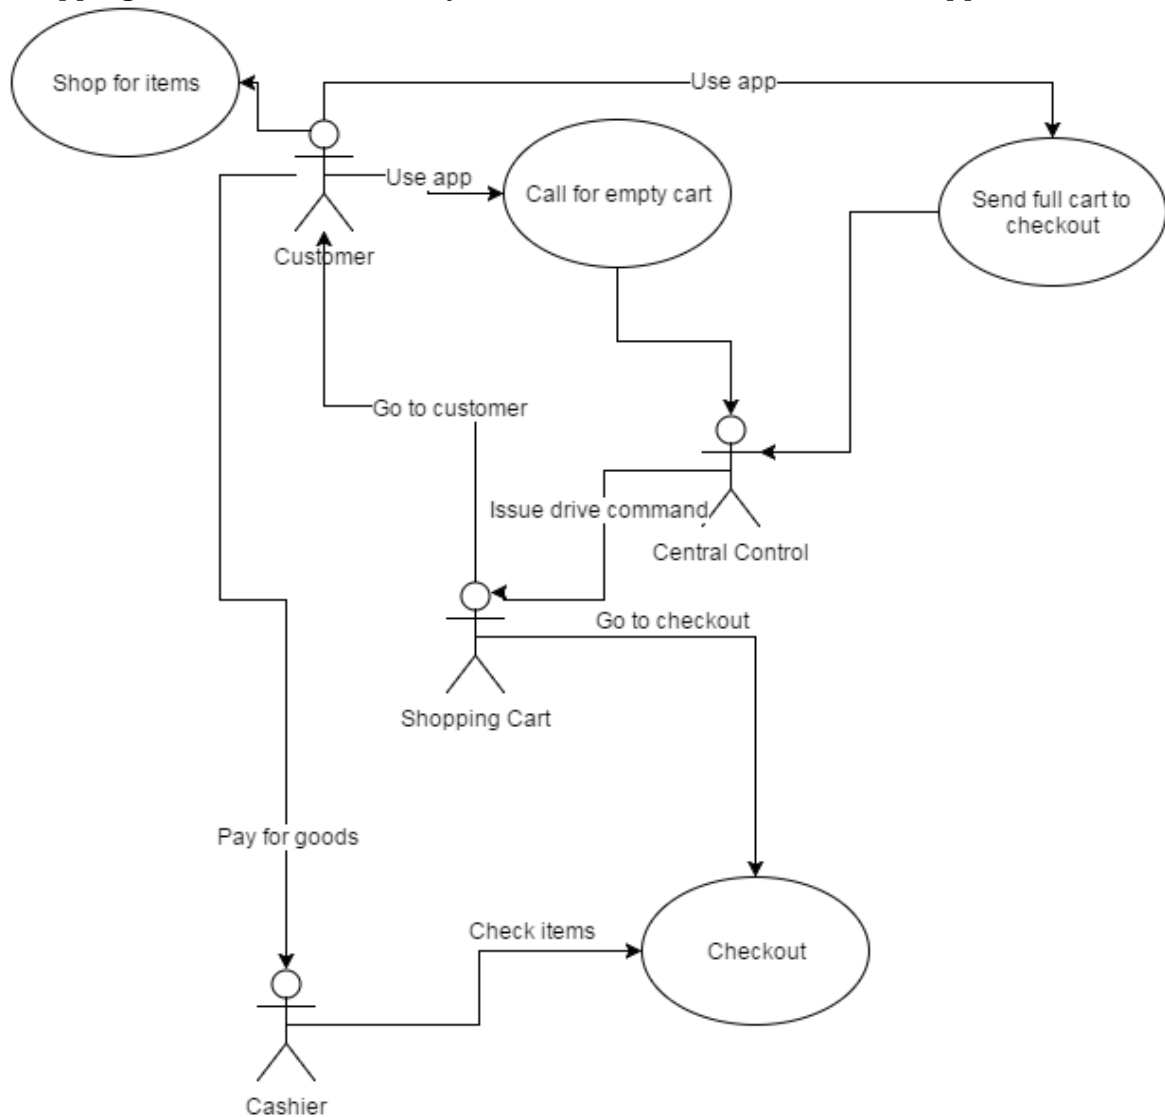 Shop for items
Use app
Use app
Call for empty cart
Send full cart to
checkout
Customer
Go to customer
Issue drive command
Central Control
Go to checkout
Shopping Cart
Pay for goods
Check items
Checkout
Cashier